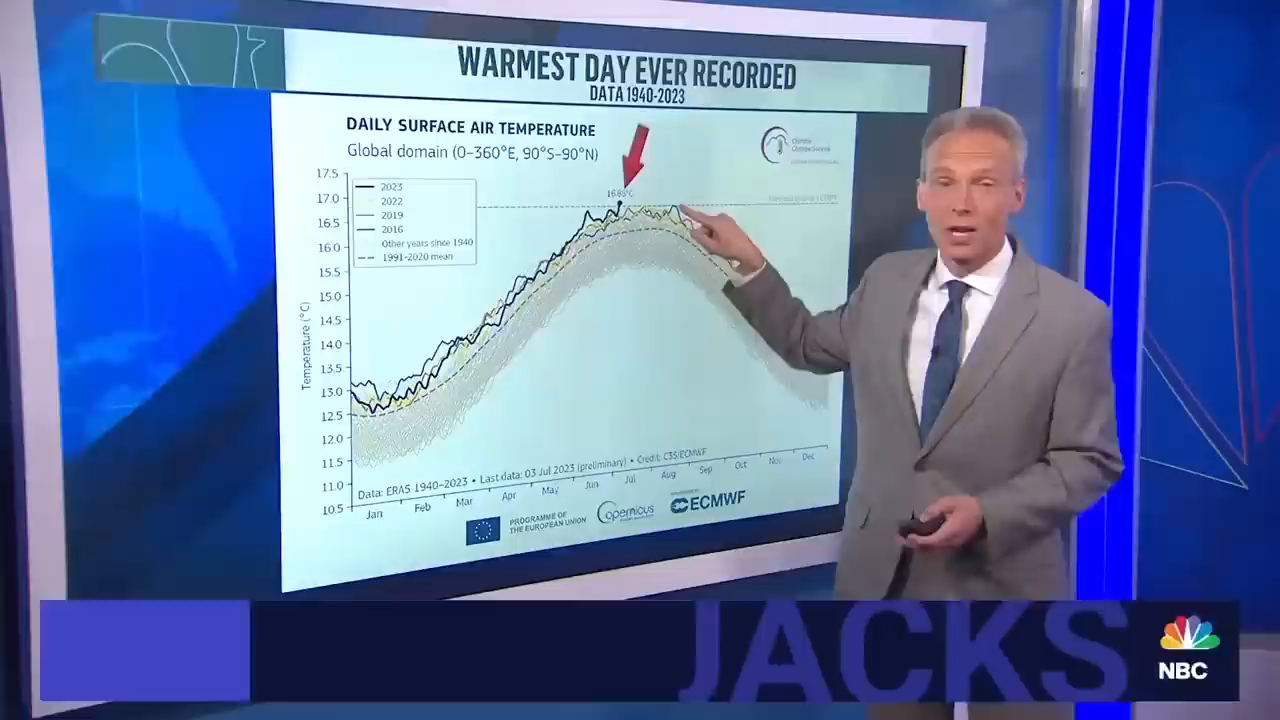 WARMEST DAY EVER RECORDED
DATA 1940-2023
DAILY SURFACE AIR TEMPERATURE
Global domain (0–360°E, 90°S–90°N)
Climate
Change Service
17.5
17.0
16.5
16.0
15.5
15.0
14.5
14.0
13.5
13.0
12.5
12.0
11.5
11.0
10.5
Temperature (°C)
2023
2022
2019
2016
Other years since 1940
1991–2020 mean
Data: ERA5 1940–2023 • Last data: 03 Jul 2023 (preliminary) • Credit: C3S/ECMWF
Jan
Feb
Mar
Apr
May
Jun
Jul
Aug
Sep
Oct
Nov
Dec
PROGRAMME OF
THE EUROPEAN UNION
Copernicus
ECMWF
JACKS
NBC